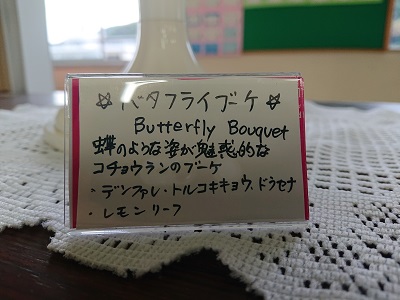 ☆バタフライブーケ☆
Butterfly Bouquet
蝶のような姿が魅惑的な
コチョウランのブーケ
・デンファレ・トルコキキョウ、ドラセナ
・レモンリーフ